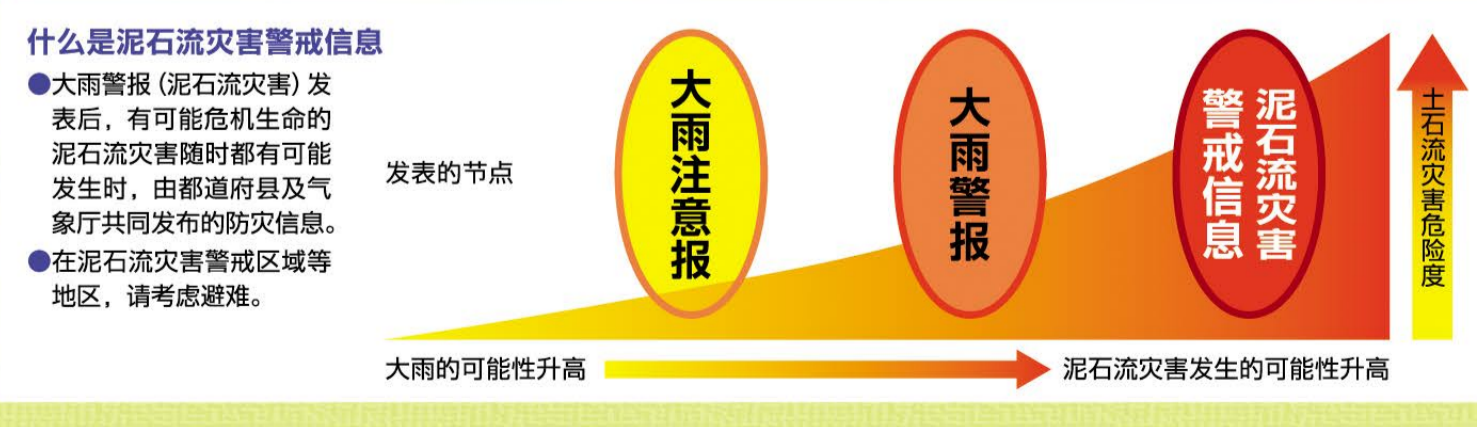 什么是泥石流灾害警戒信息
●大雨警报（泥石流灾害）发
表后，有可能危机生命的
泥石流灾害随时都有可能
发生时，由都道府县及气
象厅共同发布的防灾信息。
●在泥石流灾害警戒区域等
地区，请考虑避难。
发表的节点
大雨注意报
大雨警报
泥石流灾害
警戒信息
土石流灾害危险度
大雨的可能性升高
泥石流灾害发生的可能性升高